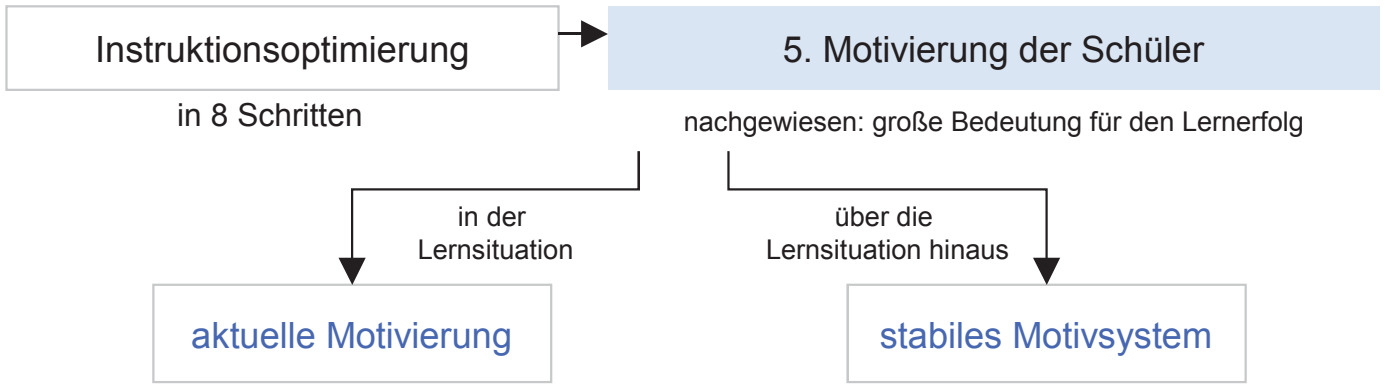 Instruktionsoptimierung
5. Motivierung der Schüler
in 8 Schritten
nachgewiesen: große Bedeutung für den Lernerfolg
in der
Lernsituation
über die
Lernsituation hinaus
aktuelle Motivierung
stabiles Motivsystem